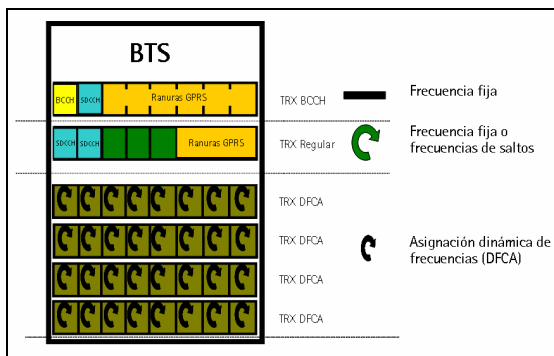 BTS
BCCH SDCCH Ranuras GPRS TRX BCCH Frecuencia fija
SDCCH SDCCH Ranuras GPRS TRX Regular Frecuencia fija o
frecuencias de saltos
TRX DFCA
TRX DFCA Asignación dinámica de
frecuencias (DFCA)
TRX DFCA
TRX DFCA